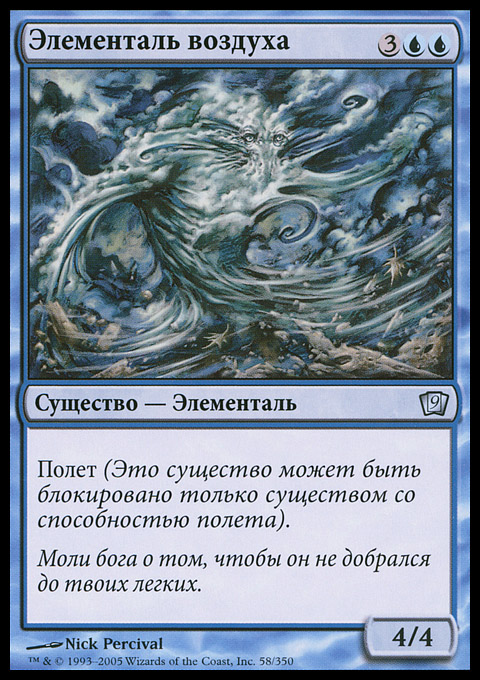 Элементаль воздуха 3
Существо — Элементаль 9
Полет (Это существо может быть
блокировано только существом со
способностью полета).
Моли бога о том, чтобы он не добрался
до твоих легких.
Nick Percival
4/4
™ & © 1993–2005 Wizards of the Coast, Inc. 58/350